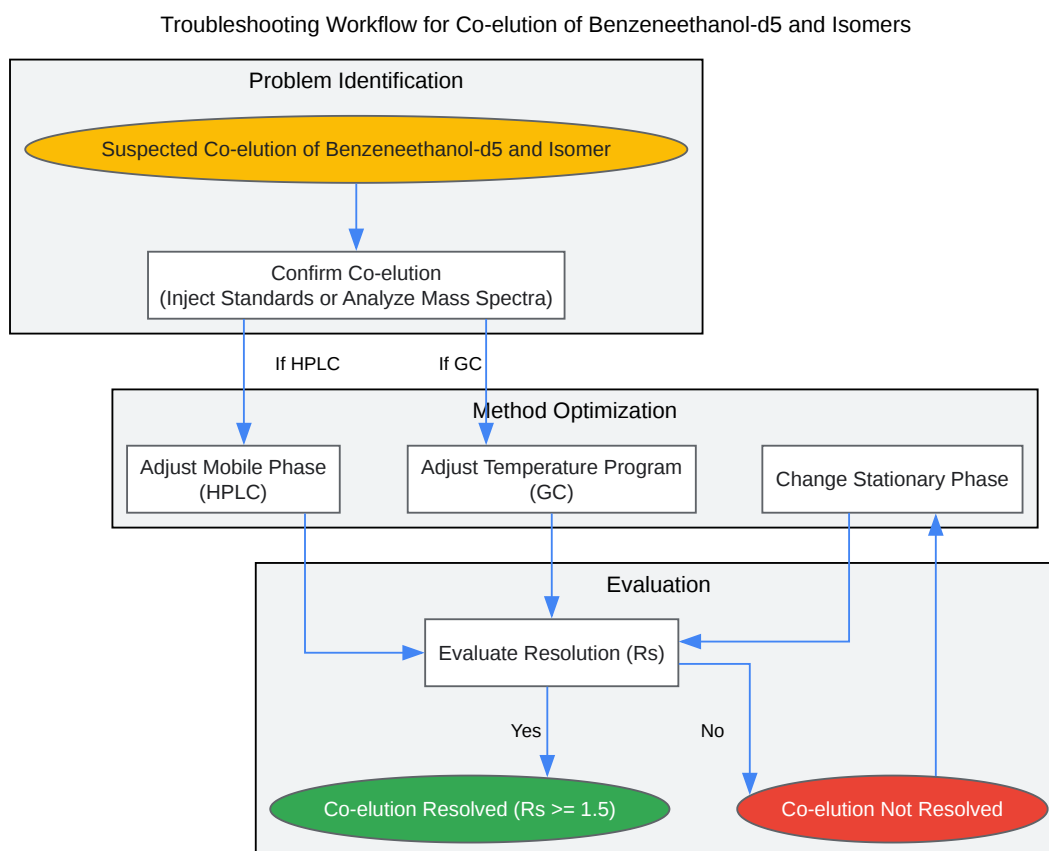 Troubleshooting Workflow for Co-elution of Benzeneethanol-d5 and Isomers
Problem Identification
Suspected Co-elution of Benzeneethanol-d5 and Isomer
Confirm Co-elution
(Inject Standards or Analyze Mass Spectra)
If HPLC
If GC
Method Optimization
Adjust Mobile Phase
(HPLC)
Adjust Temperature Program
(GC)
Change Stationary Phase
Evaluation
Evaluate Resolution (Rs)
Yes
No
Co-elution Resolved (Rs >= 1.5)
Co-elution Not Resolved